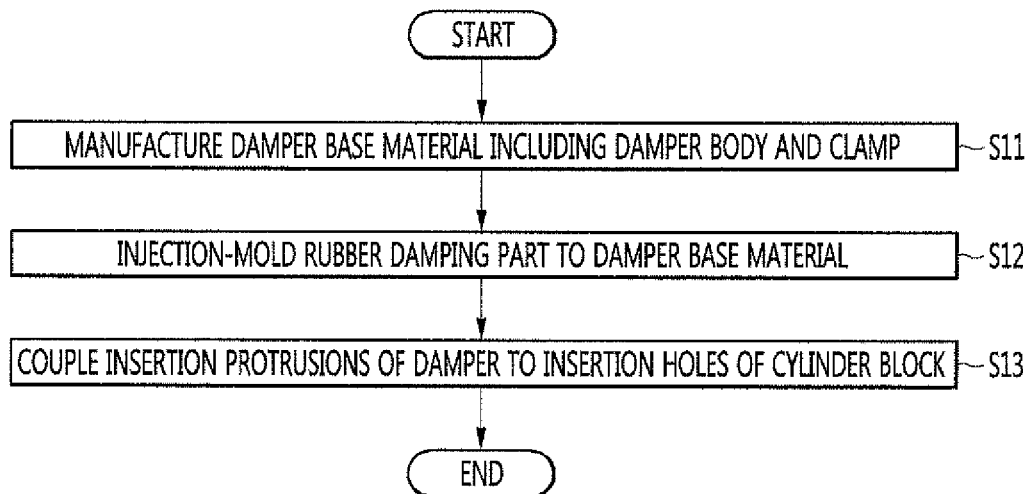 START
MANUFACTURE DAMPER BASE MATERIAL INCLUDING DAMPER BODY AND CLAMP
S11
INJECTION-MOLD RUBBER DAMPING PART TO DAMPER BASE MATERIAL
S12
COUPLE INSERTION PROTRUSIONS OF DAMPER TO INSERTION HOLES OF CYLINDER BLOCK
S13
END